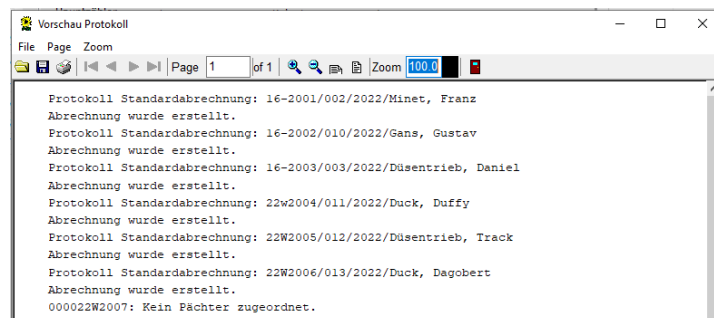 Vorschau Protokoll
File Page Zoom
Page 1 of 1 Zoom 100.0
Protokoll Standardabrechnung: 16-2001/002/2022/Minet, Franz
Abrechnung wurde erstellt.
Protokoll Standardabrechnung: 16-2002/010/2022/Gans, Gustav
Abrechnung wurde erstellt.
Protokoll Standardabrechnung: 16-2003/003/2022/Düsentrieb, Daniel
Abrechnung wurde erstellt.
Protokoll Standardabrechnung: 22w2004/011/2022/Duck, Duffy
Abrechnung wurde erstellt.
Protokoll Standardabrechnung: 22W2005/012/2022/Düsentrieb, Track
Abrechnung wurde erstellt.
Protokoll Standardabrechnung: 22W2006/013/2022/Duck, Dagobert
Abrechnung wurde erstellt.
000022W2007: Kein Pächter zugeordnet.